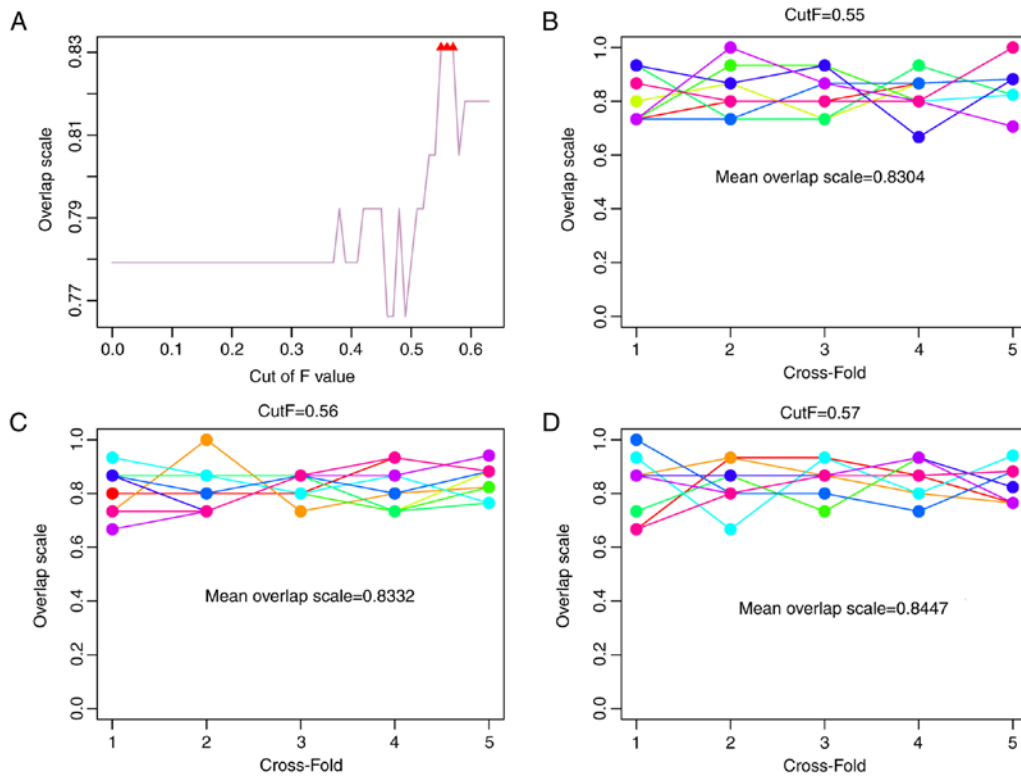 A
Overlap scale
0.83
0.81
0.79
0.77
0.0 0.1 0.2 0.3 0.4 0.5 0.6
Cut of F value
B
CutF=0.55
Overlap scale
1.0
0.8
0.6
0.4
0.2
0.0
Mean overlap scale=0.8304
1 2 3 4 5
Cross-Fold
C
CutF=0.56
Overlap scale
1.0
0.8
0.6
0.4
0.2
0.0
Mean overlap scale=0.8332
1 2 3 4 5
Cross-Fold
D
CutF=0.57
Overlap scale
1.0
0.8
0.6
0.4
0.2
0.0
Mean overlap scale=0.8447
1 2 3 4 5
Cross-Fold